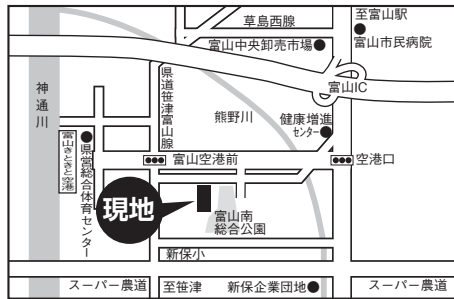 草島西線
至富山駅
富山中央卸売市場
富山市民病院
富山IC
神通川
県道笹津富山線
熊野川
健康増進
センター
富山空港前
空港口
富山きときと空港
県営総合体育センター
現地
富山南
総合公園
新保小
スーパー農道
至笹津
新保企業団地
スーパー農道